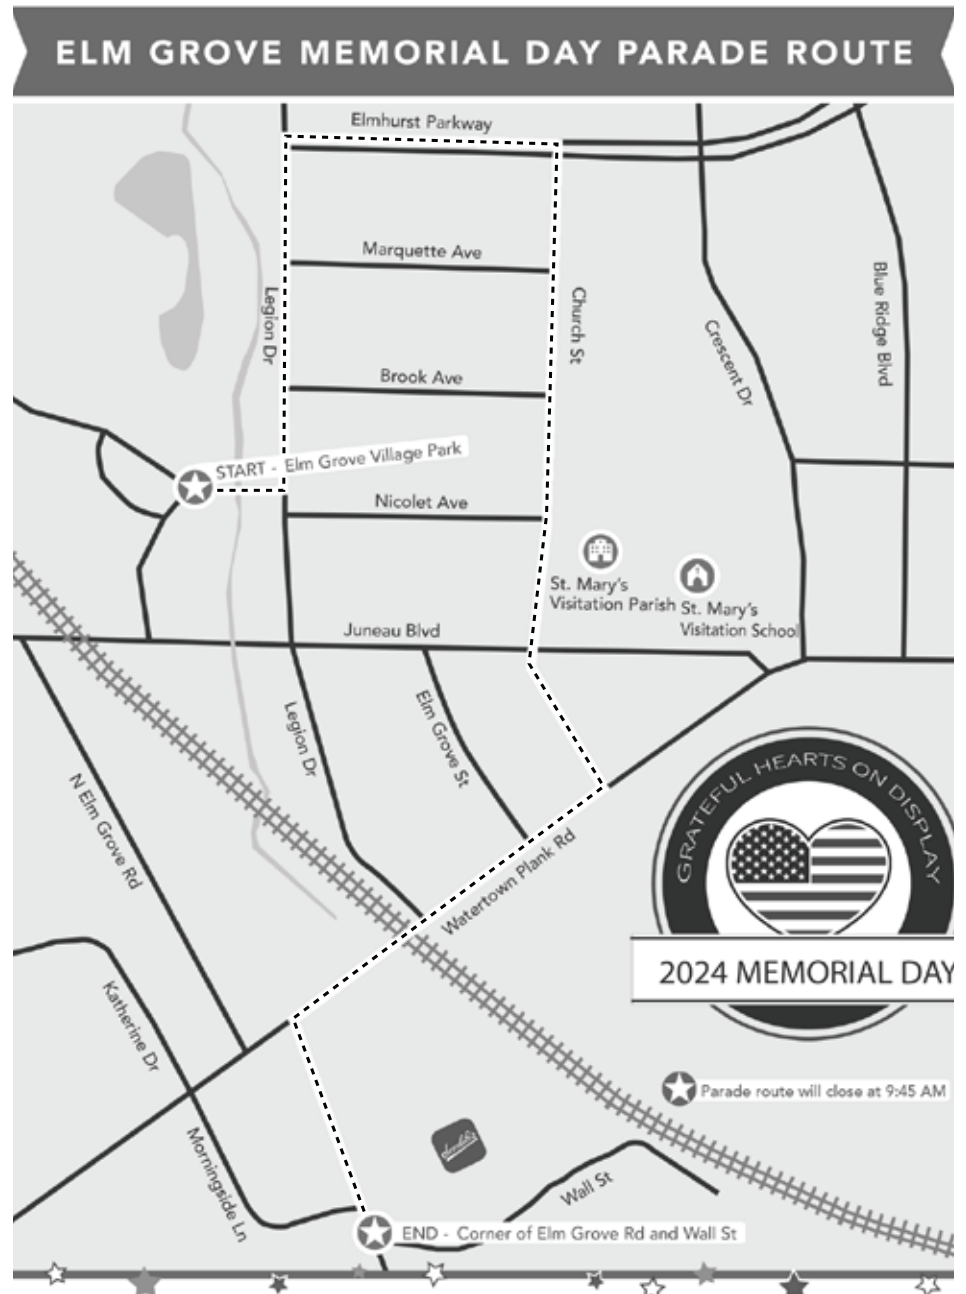 ELM GROVE MEMORIAL DAY PARADE ROUTE
Elmhurst Parkway
Marquette Ave
Legion Dr
Church St
Blue Ridge Blvd
Crescent Dr
Brook Ave
START - Elm Grove Village Park
Nicolet Ave
St. Mary's
Visitation Parish
St. Mary's
Visitation School
Juneau Blvd
Legion Dr
Elm Grove St
N Elm Grove Rd
Watertown Plank Rd
GRATEFUL HEARTS ON DISPLAY
2024 MEMORIAL DAY
Katherine Dr
Parade route will close at 9:45 AM
Morningside Ln
Wall St
END - Corner of Elm Grove Rd and Wall St